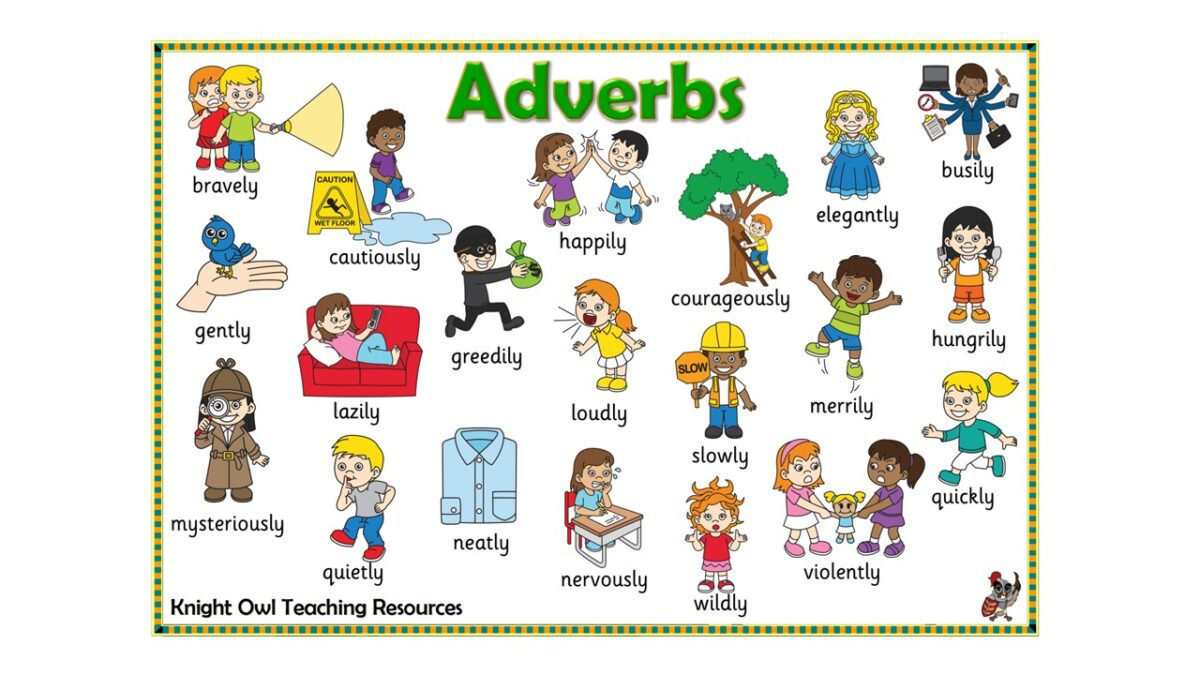 Adverbs
bravely
CAUTION
WET FLOOR
cautiously
happily
elegantly
busily
gently
greedily
courageously
hungrily
lazily
loudly
SLOW
slowly
merrily
quickly
mysteriously
quietly
neatly
nervously
wildly
violently
Knight Owl Teaching Resources